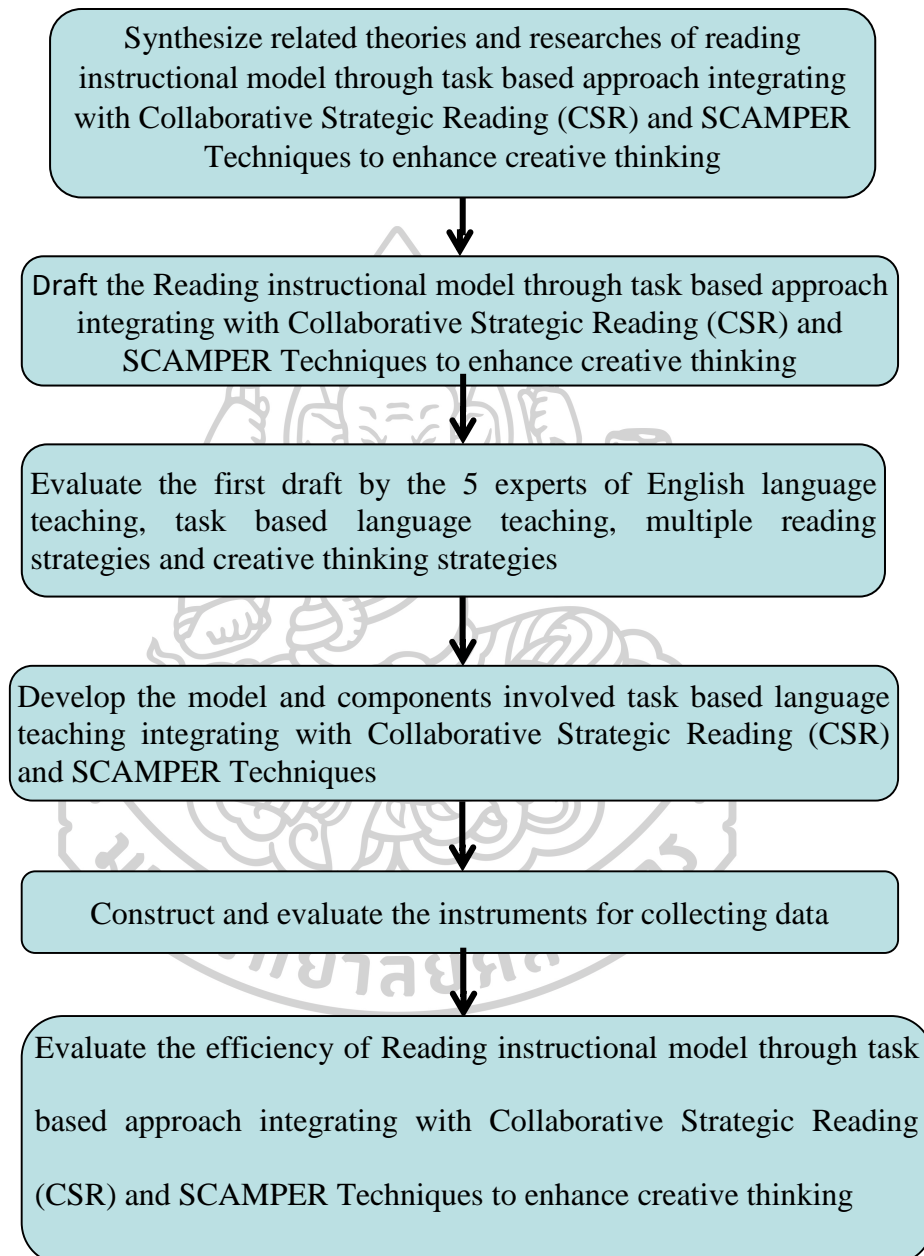 Synthesize related theories and researches of reading
instructional model through task based approach integrating
with Collaborative Strategic Reading (CSR) and SCAMPER
Techniques to enhance creative thinking
Draft the Reading instructional model through task based approach
integrating with Collaborative Strategic Reading (CSR) and
SCAMPER Techniques to enhance creative thinking
Evaluate the first draft by the 5 experts of English language
teaching, task based language teaching, multiple reading
strategies and creative thinking strategies
Develop the model and components involved task based language
teaching integrating with Collaborative Strategic Reading (CSR)
and SCAMPER Techniques
Construct and evaluate the instruments for collecting data
Evaluate the efficiency of Reading instructional model through task
based approach integrating with Collaborative Strategic Reading
(CSR) and SCAMPER Techniques to enhance creative thinking